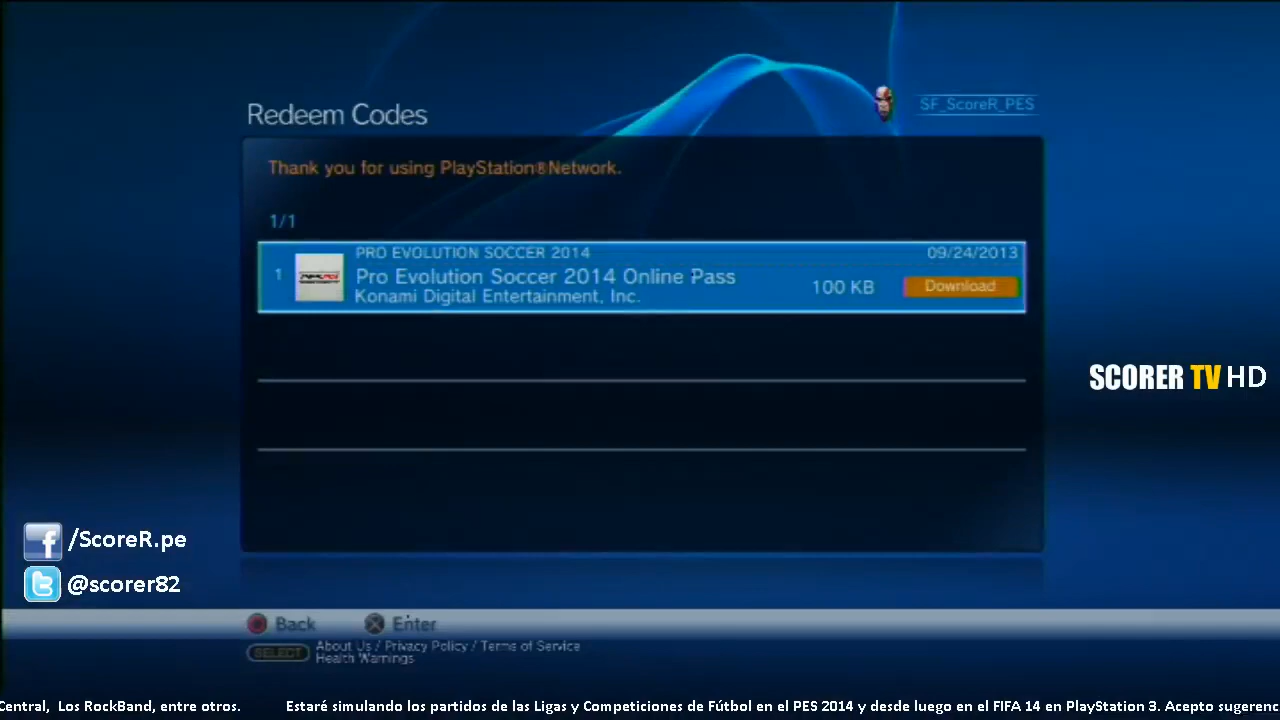 Redeem Codes
SF_ScoreR_PES
Thank you for using PlayStation®Network.
1/1
1
PRO EVOLUTION SOCCER 2014
09/24/2013
Pro Evolution Soccer 2014 Online Pass
Konami Digital Entertainment, Inc.
100 KB
Download
SCORER TV HD
/ScoreR.pe
@scorer82
Back
Enter
SELECT
About Us / Privacy Policy / Terms of Service
Health Warnings
Central, Los RockBand, entre otros. Estaré simulando los partidos de las Ligas y Competiciones de Fútbol en el PES 2014 y desde luego en el FIFA 14 en PlayStation 3. Acepto sugerenc